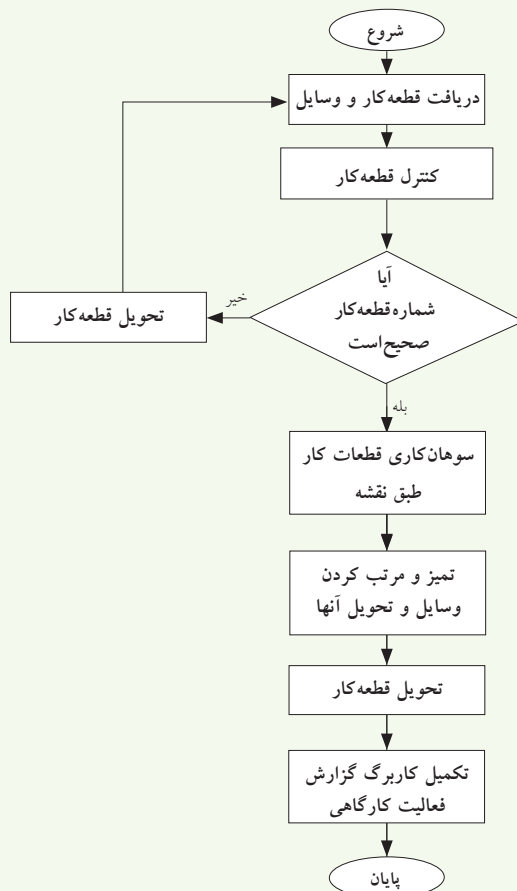 شروع
دریافت قطعه‌کار و وسایل
کنترل قطعه‌کار
آیا
شماره‌قطعه‌کار
صحیح‌است
خیر
تحویل قطعه‌کار
بله
سوهان‌کاری قطعات کار
طبق نقشه
تمیز و مرتب کردن
وسایل و تحویل آنها
تحویل قطعه‌کار
تکمیل کاربرگ گزارش
فعالیت کارگاهی
پایان